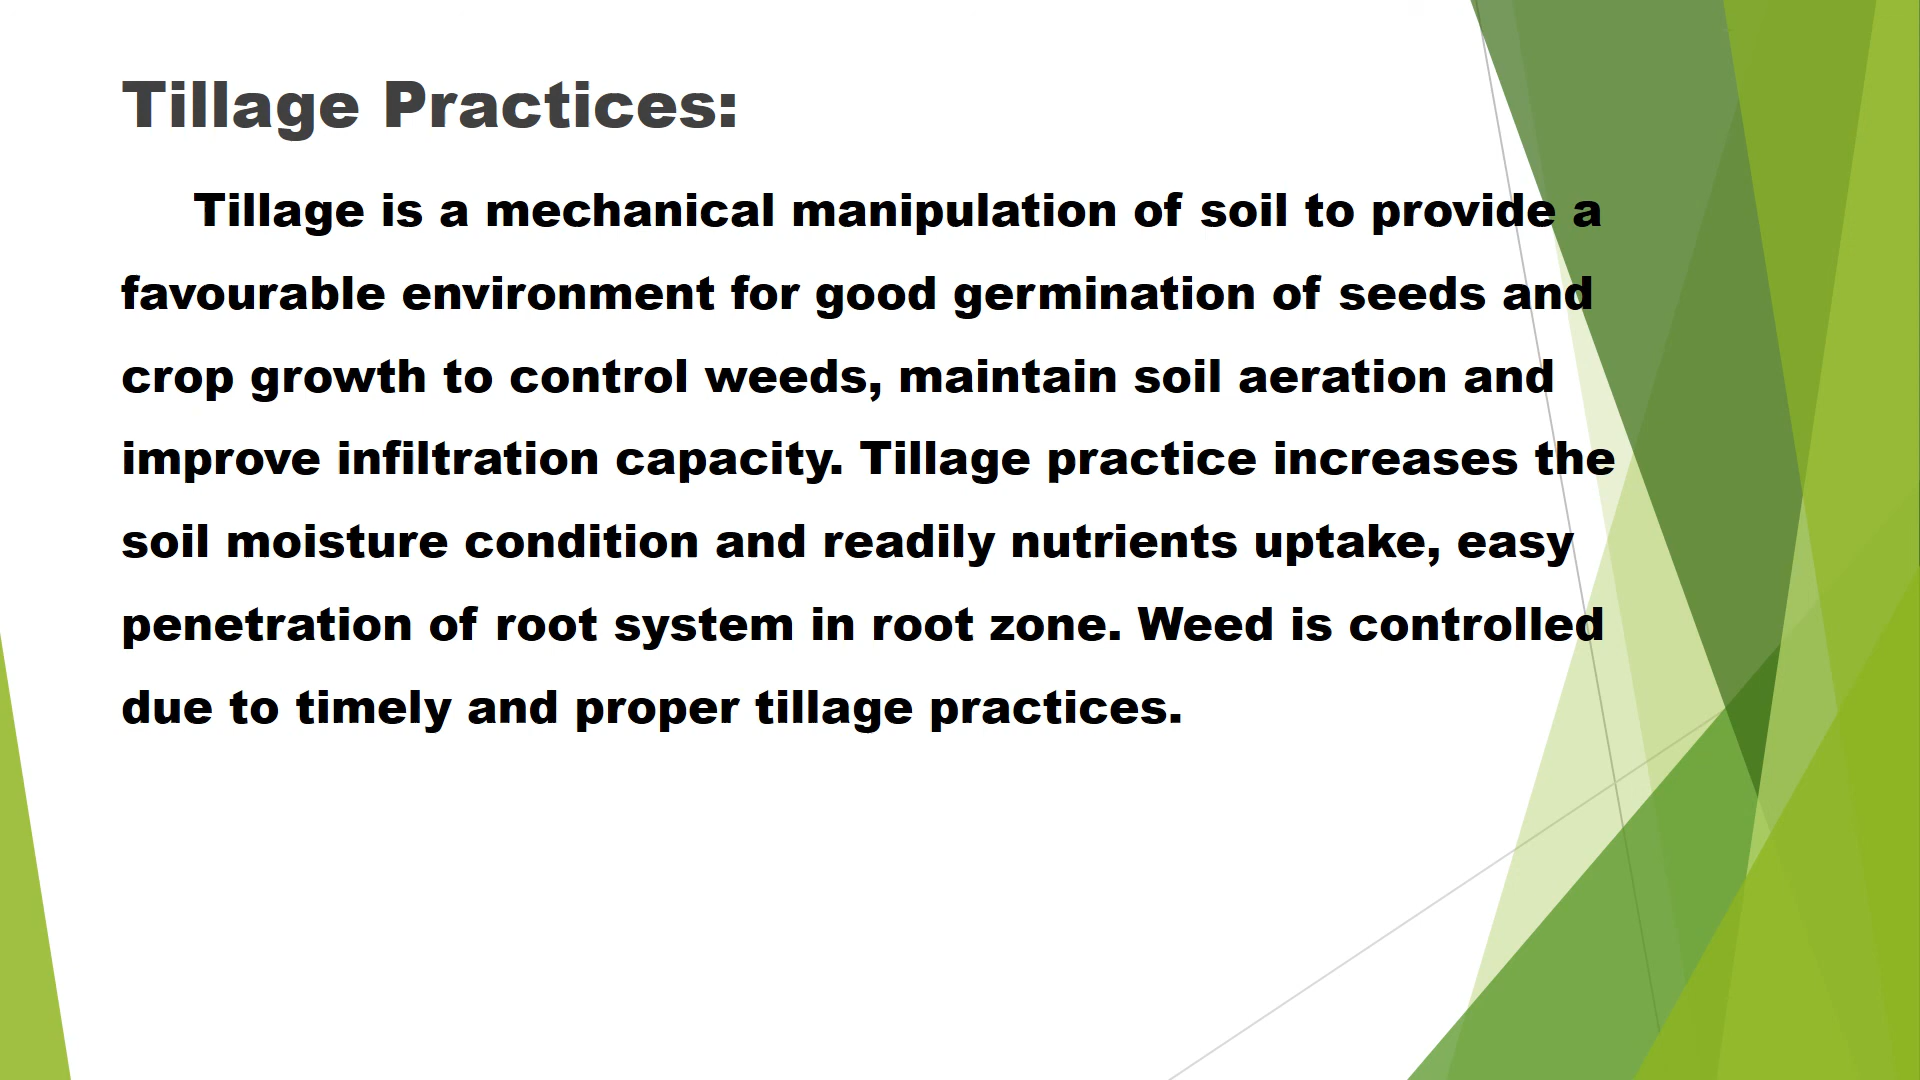 Tillage Practices:
Tillage is a mechanical manipulation of soil to provide a
favourable environment for good germination of seeds and
crop growth to control weeds, maintain soil aeration and
improve infiltration capacity. Tillage practice increases the
soil moisture condition and readily nutrients uptake, easy
penetration of root system in root zone. Weed is controlled
due to timely and proper tillage practices.